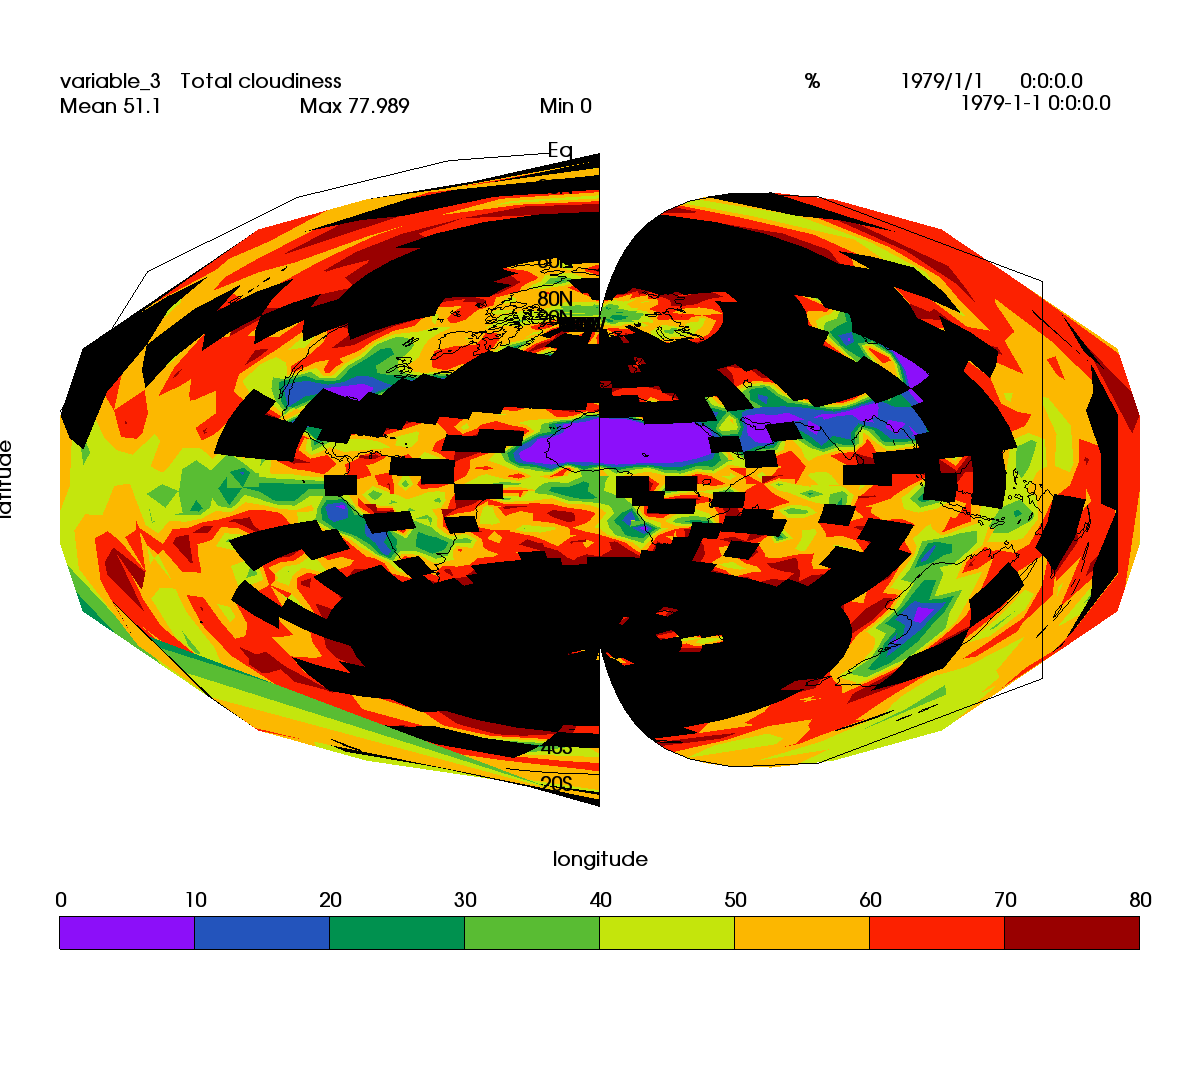 variable_3 Total cloudiness % 1979/1/1 0:0:0.0
Mean 51.1 Max 77.989 Min 0 1979-1-1 0:0:0.0
Eq
60N
80N
90N
latitude
40S
20S
longitude
0 10 20 30 40 50 60 70 80